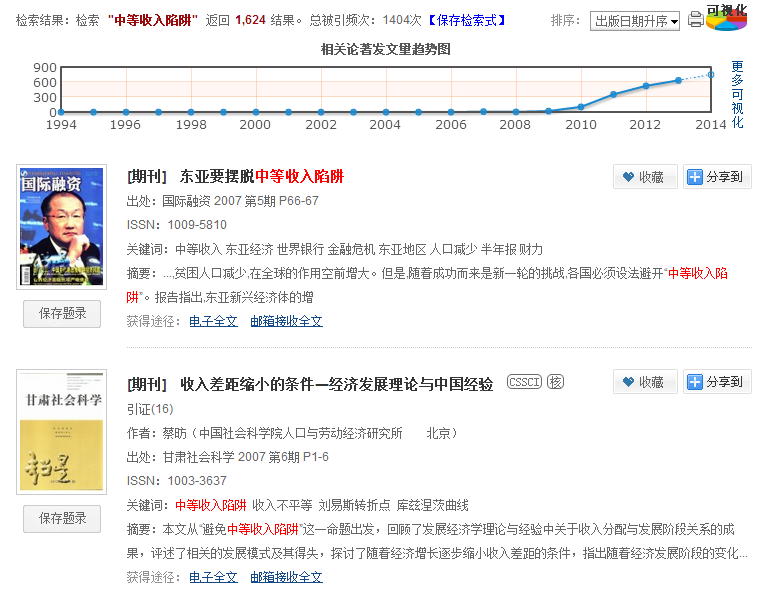 检索结果：检索 "中等收入陷阱" 返回 1,624 结果。 总被引频次：1404次 【保存检索式】 排序： 出版日期升序 可视化
相关论著发文量趋势图
900
600
300
0
1994 1996 1998 2000 2002 2004 2006 2008 2010 2012 2014
更多可视化
国际融资
[期刊] 东亚要摆脱中等收入陷阱 收藏 分享到
出处：国际融资 2007 第5期 P66-67
ISSN：1009-5810
关键词：中等收入 东亚经济 世界银行 金融危机 东亚地区 人口减少 半年报 财力
摘要：...,贫困人口减少,在全球的作用空前增大。但是,随着成功而来是新一轮的挑战,各国必须设法避开“中等收入陷
阱”。报告指出,东亚新兴经济体的增
保存题录
获得途径： 电子全文 邮箱接收全文
甘肃社会科学
[期刊] 收入差距缩小的条件—经济发展理论与中国经验 CSSCI 核 收藏 分享到
引证(16)
作者：蔡昉（中国社会科学院人口与劳动经济研究所 北京）
出处：甘肃社会科学 2007 第6期 P1-6
ISSN：1003-3637
关键词：中等收入陷阱 收入不平等 刘易斯转折点 库兹涅茨曲线
摘要：本文从“避免中等收入陷阱”这一命题出发，回顾了发展经济学理论与经验中关于收入分配与发展阶段关系的成
果，评述了相关的发展模式及其得失，探讨了随着经济增长逐步缩小收入差距的条件，指出随着经济发展阶段的变化...
保存题录
获得途径： 电子全文 邮箱接收全文